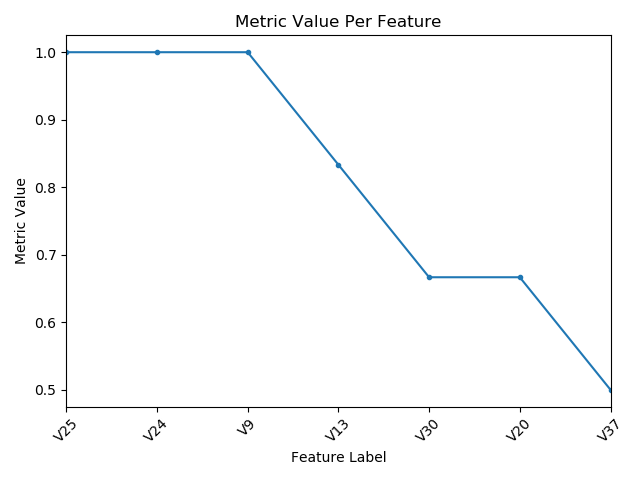 Metric Value Per Feature
1.0
0.9
0.8
0.7
0.6
0.5
Metric Value
V25
V24
V9
V13
V30
V20
V37
Feature Label